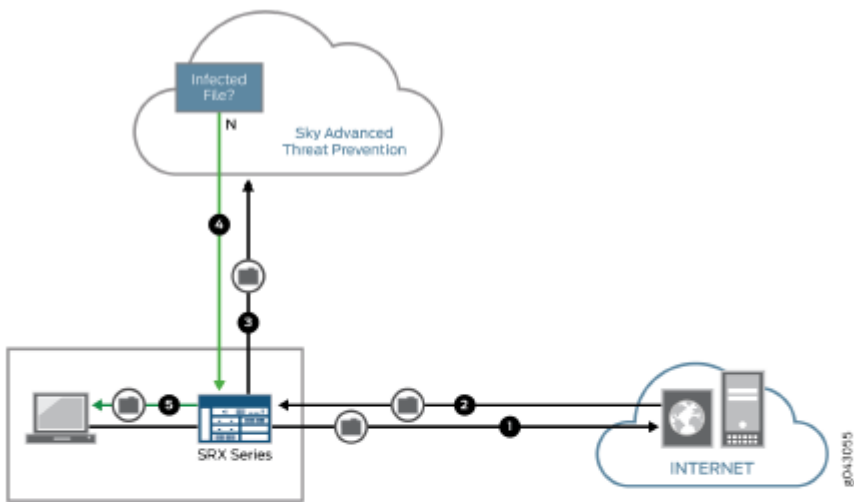 Infected
File?
N
Sky Advanced
Threat Prevention
4
3
5
2
1
SRX Series
INTERNET
g043055